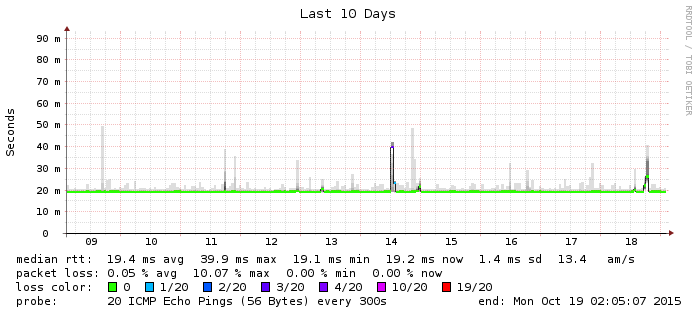 Last 10 Days
RRDTOOL / TOBI OETIKER
Seconds
90 m
80 m
70 m
60 m
50 m
40 m
30 m
20 m
10 m
0
09 10 11 12 13 14 15 16 17 18
median rtt: 19.4 ms avg 39.9 ms max 19.1 ms min 19.2 ms now 1.4 ms sd 13.4 am/s
packet loss: 0.05 % avg 10.07 % max 0.00 % min 0.00 % now
loss color: 0 1/20 2/20 3/20 4/20 10/20 19/20
probe: 20 ICMP Echo Pings (56 Bytes) every 300s end: Mon Oct 19 02:05:07 2015